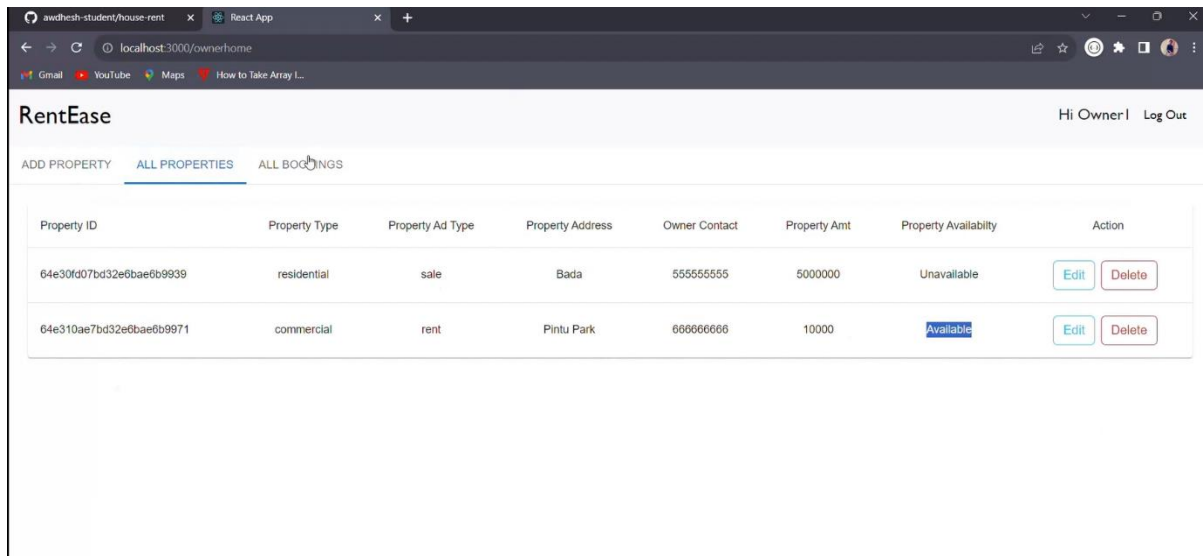 awdhesh-student/house-rent React App
localhost:3000/ownerhome
Gmail YouTube Maps How to Take Array I...
RentEase Hi Owner1 Log Out
ADD PROPERTY ALL PROPERTIES ALL BOOKINGS
Property ID Property Type Property Ad Type Property Address Owner Contact Property Amt Property Availabilty Action
64e30fd07bd32e6bae6b9939 residential sale Bada 555555555 5000000 Unavailable Edit Delete
64e310ae7bd32e6bae6b9971 commercial rent Pintu Park 666666666 10000 Available Edit Delete